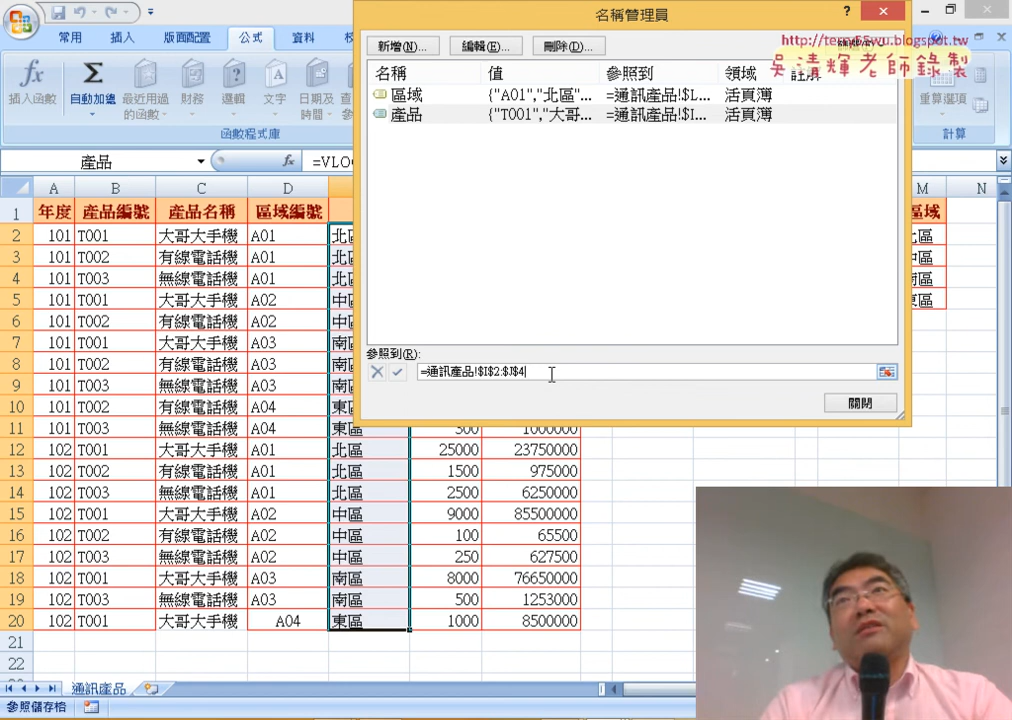 名稱管理員
常用 插入 版面配置 公式 資料
http://terry55wu.blogspot.tw
吳清輝老師錄製
新增(N)... 編輯(E)... 刪除(D)...
名稱 值 參照到 領域 註解
區域 {"A01","北區"... =通訊產品!$L... 活頁簿
產品 {"T001","大哥... =通訊產品!$I... 活頁簿
插入函數 自動加總 最近用過的函數 財務 邏輯 文字 日期及時間 重算選項
函數程式庫 計算
產品 fx =VLO
A B C D M N
1 年度 產品編號 產品名稱 區域編號 區域
2 101 T001 大哥大手機 A01
3 101 T002 有線電話機 A01
4 101 T003 無線電話機 A01
5 101 T001 大哥大手機 A02
6 101 T002 有線電話機 A02
7 101 T001 大哥大手機 A03
8 101 T002 有線電話機 A03
9 101 T003 無線電話機 A03
10 101 T002 有線電話機 A04
11 101 T003 無線電話機 A04 東區 300 1000000
參照到(R):
=通訊產品!$I$2:$J$4
關閉
12 102 T001 大哥大手機 A01 北區 25000 23750000
13 102 T002 有線電話機 A01 北區 1500 975000
14 102 T003 無線電話機 A01 北區 2500 6250000
15 102 T001 大哥大手機 A02 中區 9000 85500000
16 102 T002 有線電話機 A02 中區 100 65500
17 102 T003 無線電話機 A02 中區 250 627500
18 102 T001 大哥大手機 A03 南區 8000 76650000
19 102 T003 無線電話機 A03 南區 500 1253000
20 102 T001 大哥大手機 A04 東區 1000 8500000
21
22
通訊產品
參照儲存格